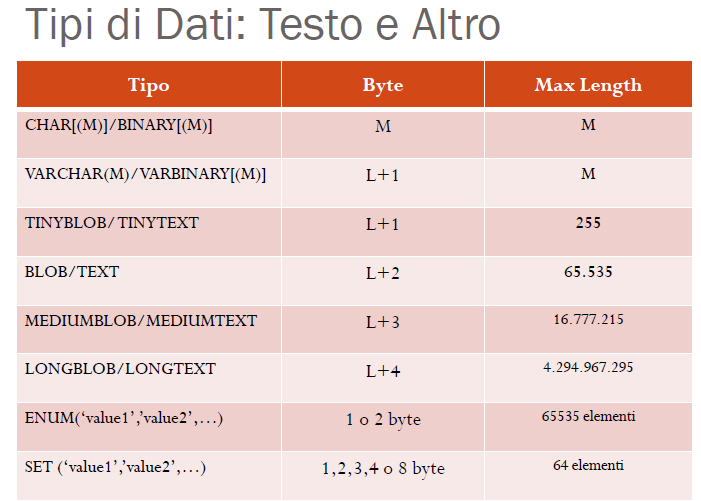 Tipi di Dati: Testo e Altro
Tipo Byte Max Length
CHAR[(M)]/BINARY[(M)] M M
VARCHAR(M)/VARBINARY[(M)] L+1 M
TINYBLOB/ TINYTEXT L+1 255
BLOB/TEXT L+2 65.535
MEDIUMBLOB/MEDIUMTEXT L+3 16.777.215
LONGBLOB/LONGTEXT L+4 4.294.967.295
ENUM(‘value1’,’value2’,…) 1 o 2 byte 65535 elementi
SET (‘value1’,’value2’,…) 1,2,3,4 o 8 byte 64 elementi